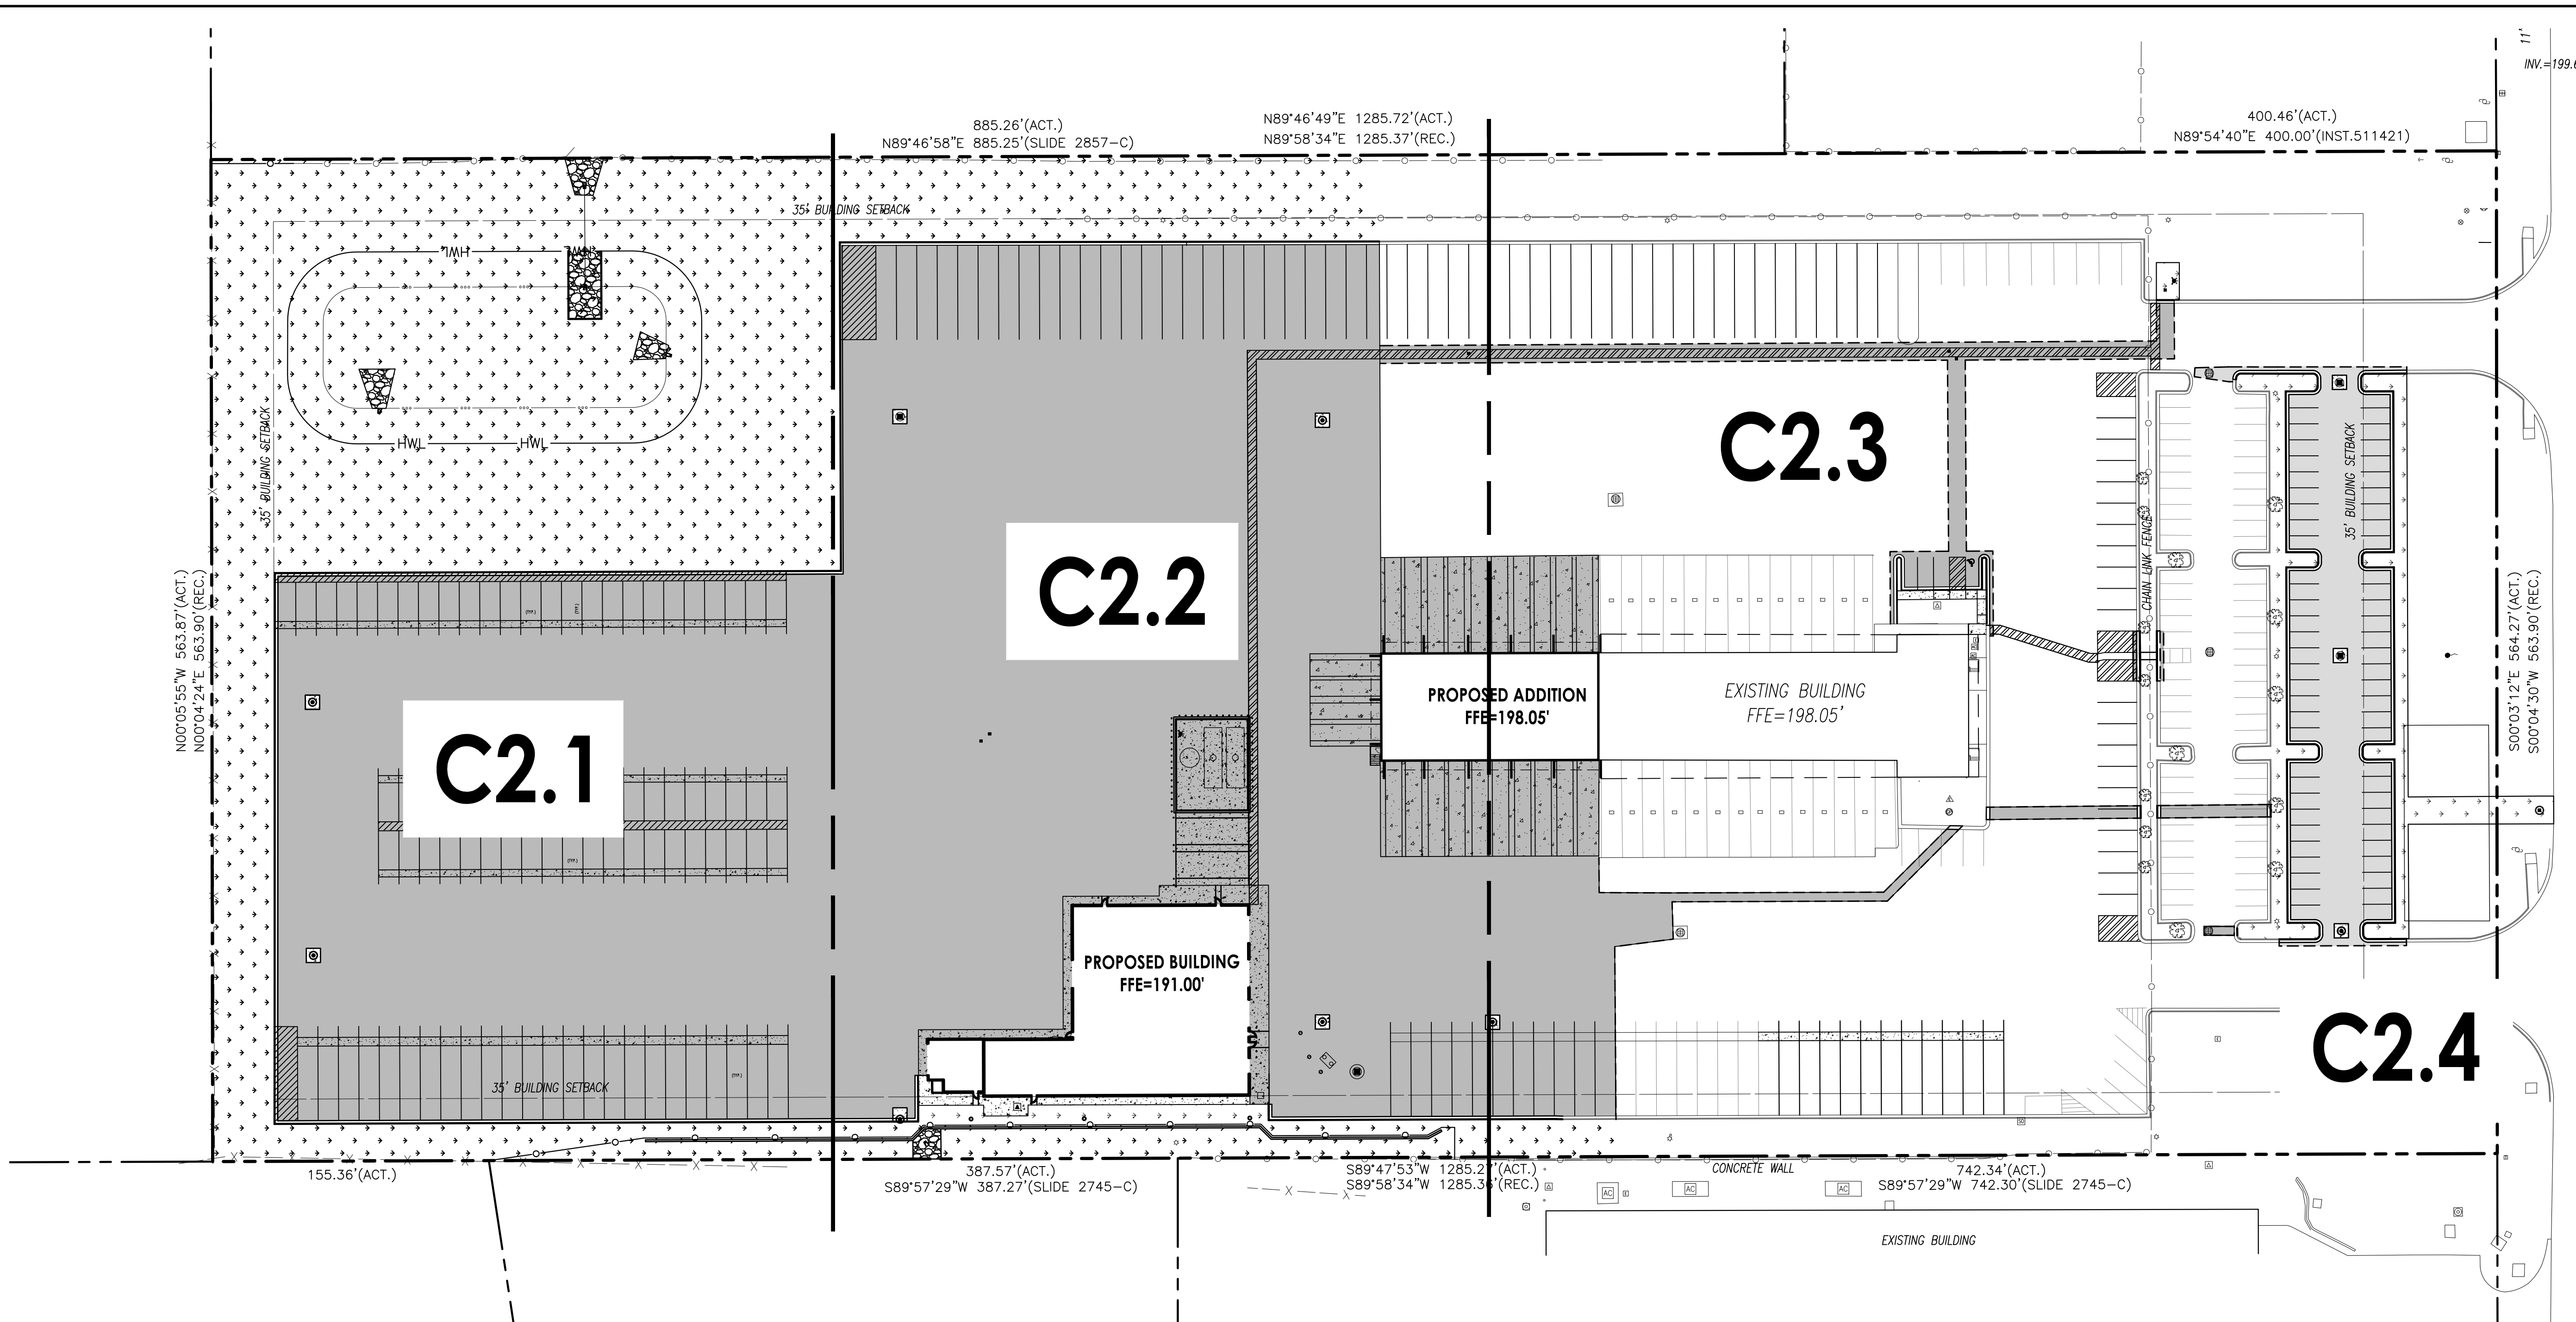 11'
INV.=199.6
885.26'(ACT.)
N89°46'58"E 885.25'(SLIDE 2857-C)
N89°46'49"E 1285.72'(ACT.)
N89°58'34"E 1285.37'(REC.)
400.46'(ACT.)
N89°54'40"E 400.00'(INST.511421)
35' BUILDING SETBACK
HWL
HWL
HWL
HWL
35' BUILDING SETBACK
N00°05'55"W 563.87'(ACT.)
N00°04'24"E 563.90'(REC.)
C2.3
C2.2
C2.1
CHAIN LINK FENCE
35' BUILDING SETBACK
S00°03'12"E 564.27'(ACT.)
S00°04'30"W 563.90'(REC.)
(TYP.)
(TYP.)
PROPOSED ADDITION
FFE=198.05'
EXISTING BUILDING
FFE=198.05'
(TYP.)
PROPOSED BUILDING
FFE=191.00'
C2.4
(TYP.)
35' BUILDING SETBACK
155.36'(ACT.)
387.57'(ACT.)
S89°57'29"W 387.27'(SLIDE 2745-C)
S89°47'53"W 1285.27'(ACT.)
S89°58'34"W 1285.36'(REC.)
CONCRETE WALL
742.34'(ACT.)
S89°57'29"W 742.30'(SLIDE 2745-C)
AC
AC
AC
EXISTING BUILDING